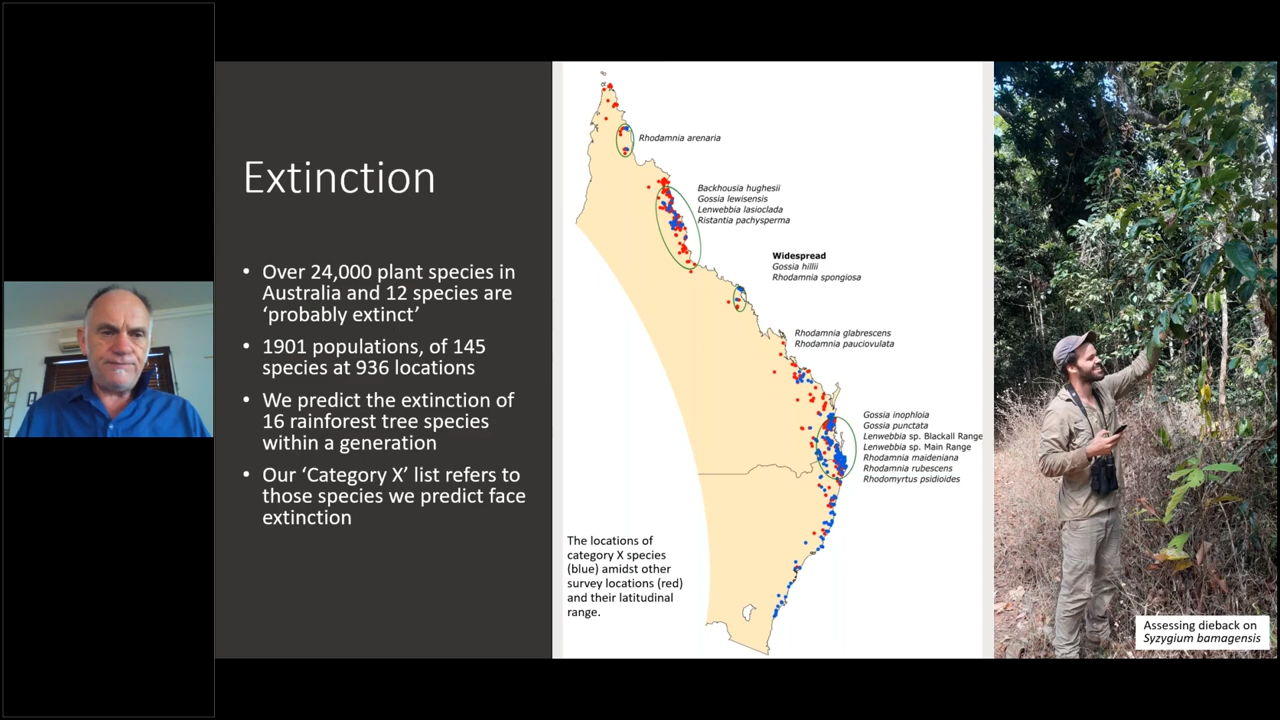 Extinction
• Over 24,000 plant species in
Australia and 12 species are
‘probably extinct’
• 1901 populations, of 145
species at 936 locations
• We predict the extinction of
16 rainforest tree species
within a generation
• Our ‘Category X’ list refers to
those species we predict face
extinction
Rhodamnia arenaria
Backhousia hughesii
Gossia lewisensis
Lenwebbia lasioclada
Ristantia pachysperma
Widespread
Gossia hillii
Rhodamnia spongiosa
Rhodamnia glabrescens
Rhodamnia pauciovulata
Gossia inophloia
Gossia punctata
Lenwebbia sp. Blackall Range
Lenwebbia sp. Main Range
Rhodamnia maideniana
Rhodamnia rubescens
Rhodomyrtus psidioides
The locations of
category X species
(blue) amidst other
survey locations (red)
and their latitudinal
range.
Assessing dieback on
Syzygium bamagensis